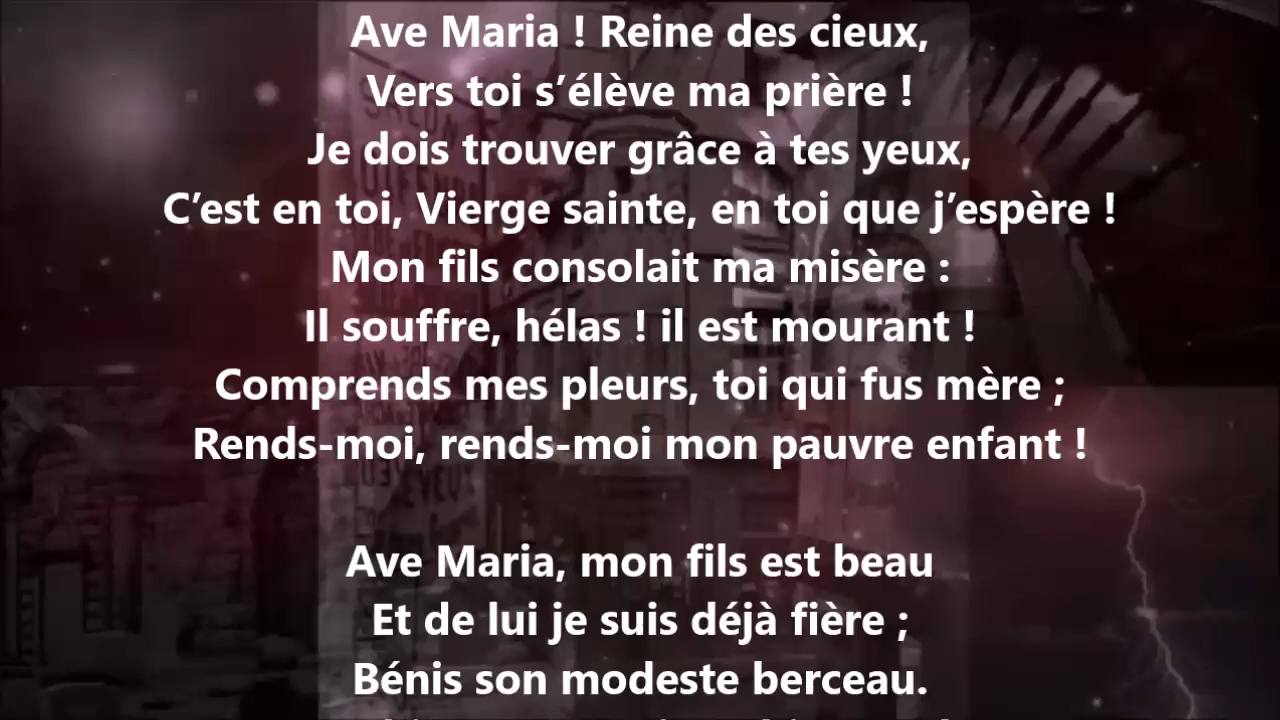 Ave Maria ! Reine des cieux,
Vers toi s’élève ma prière !
Je dois trouver grâce à tes yeux,
C’est en toi, Vierge sainte, en toi que j’espère !
Mon fils consolait ma misère :
Il souffre, hélas ! il est mourant !
Comprends mes pleurs, toi qui fus mère ;
Rends-moi, rends-moi mon pauvre enfant !
Ave Maria, mon fils est beau
Et de lui je suis déjà fière ;
Bénis son modeste berceau.